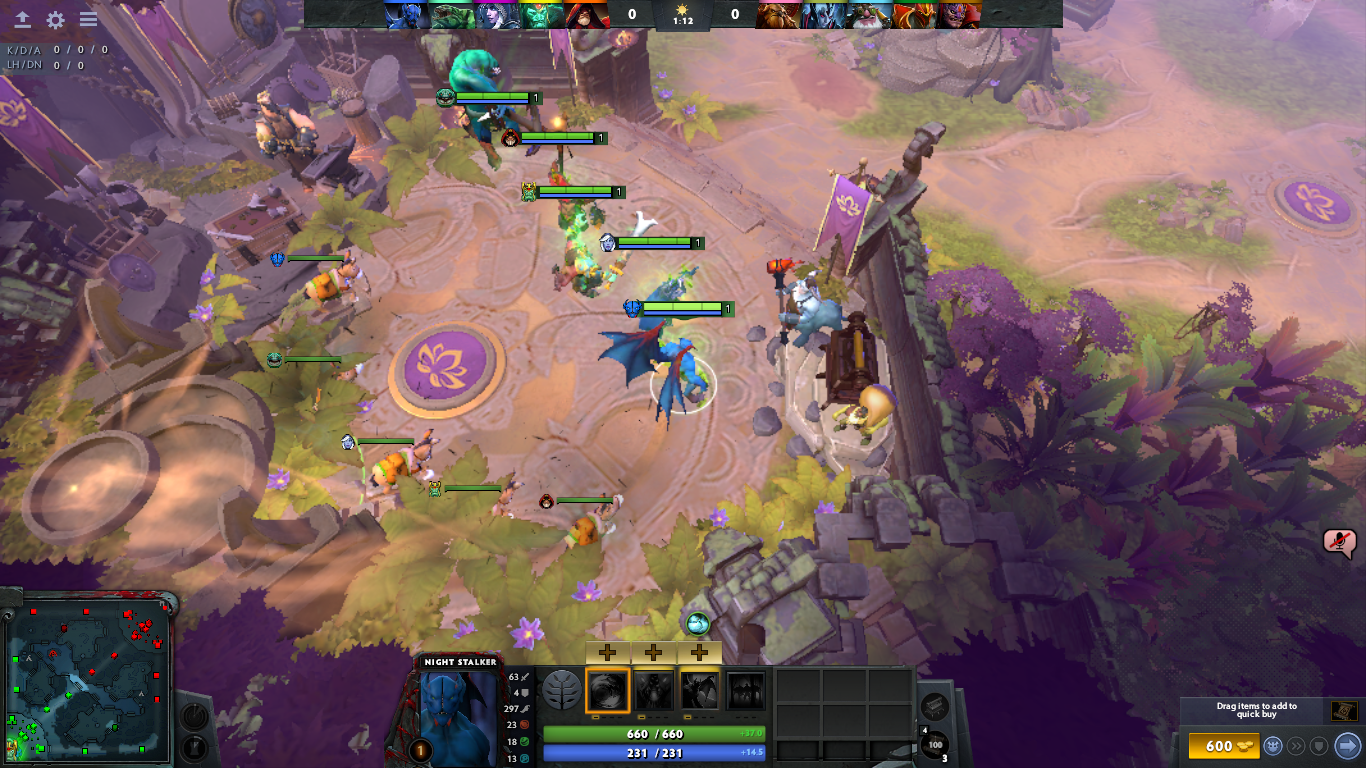 0 1:12 0
K/D/A 0 / 0 / 0
LH/DN 0 / 0
1
1
1
1
1
NIGHT STALKER
63
4
297
23
18
13
1
660 / 660 +37.0
231 / 231 +14.5
4
100
3
Drag items to add to
quick buy
600